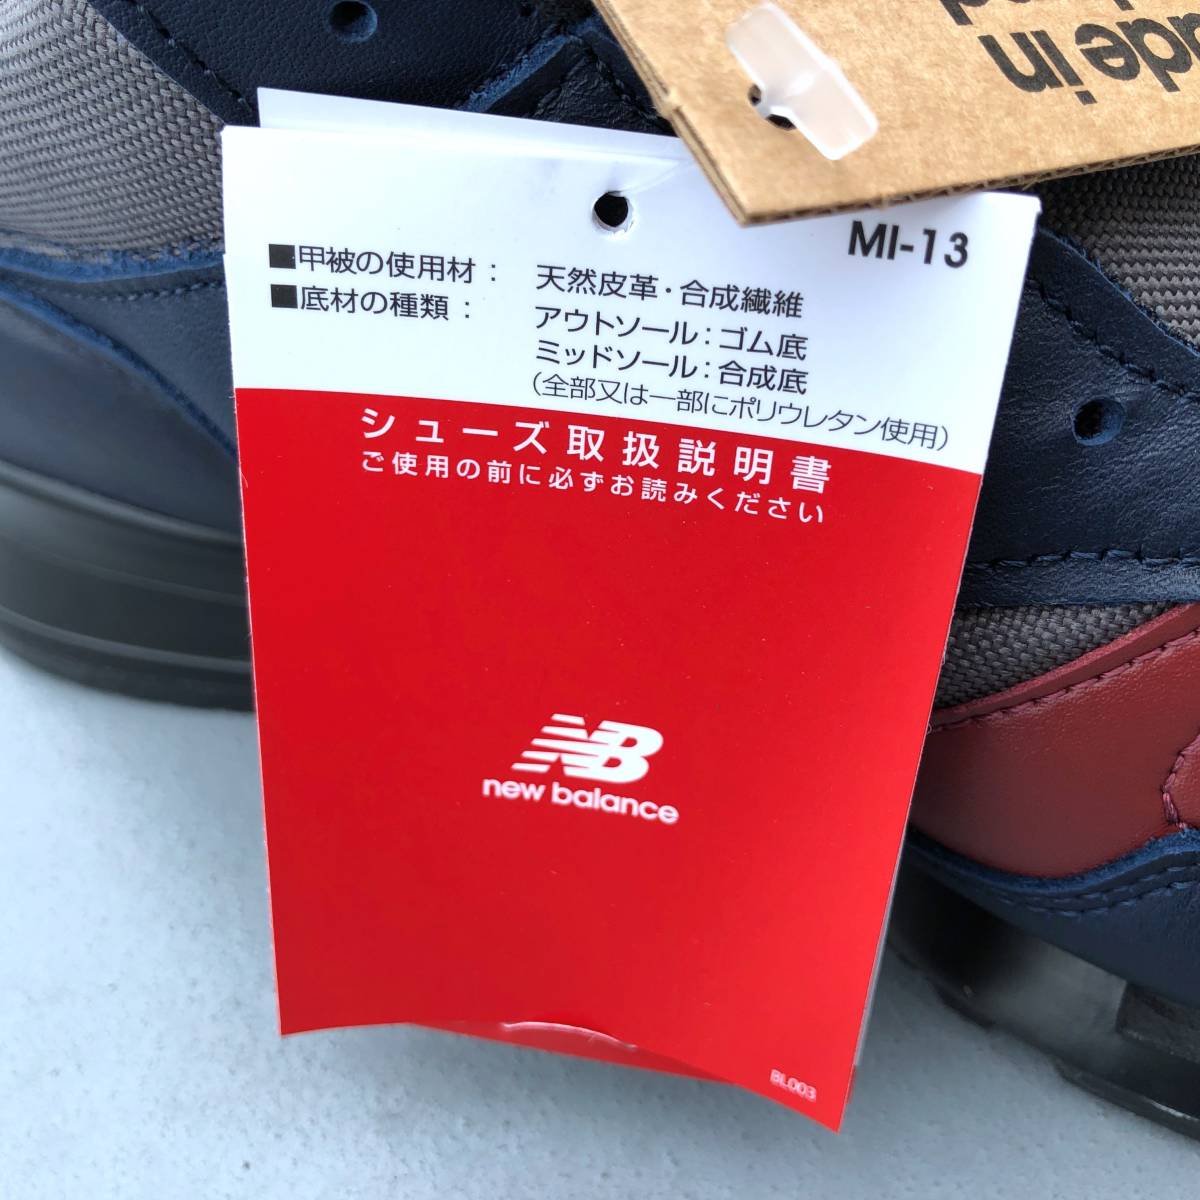 made in
MI-13
■甲被の使用材： 天然皮革・合成繊維
■底材の種類： アウトソール：ゴム底
ミッドソール：合成底
（全部又は一部にポリウレタン使用）
シューズ取扱説明書
ご使用の前に必ずお読みください
NB
new balance
BL003